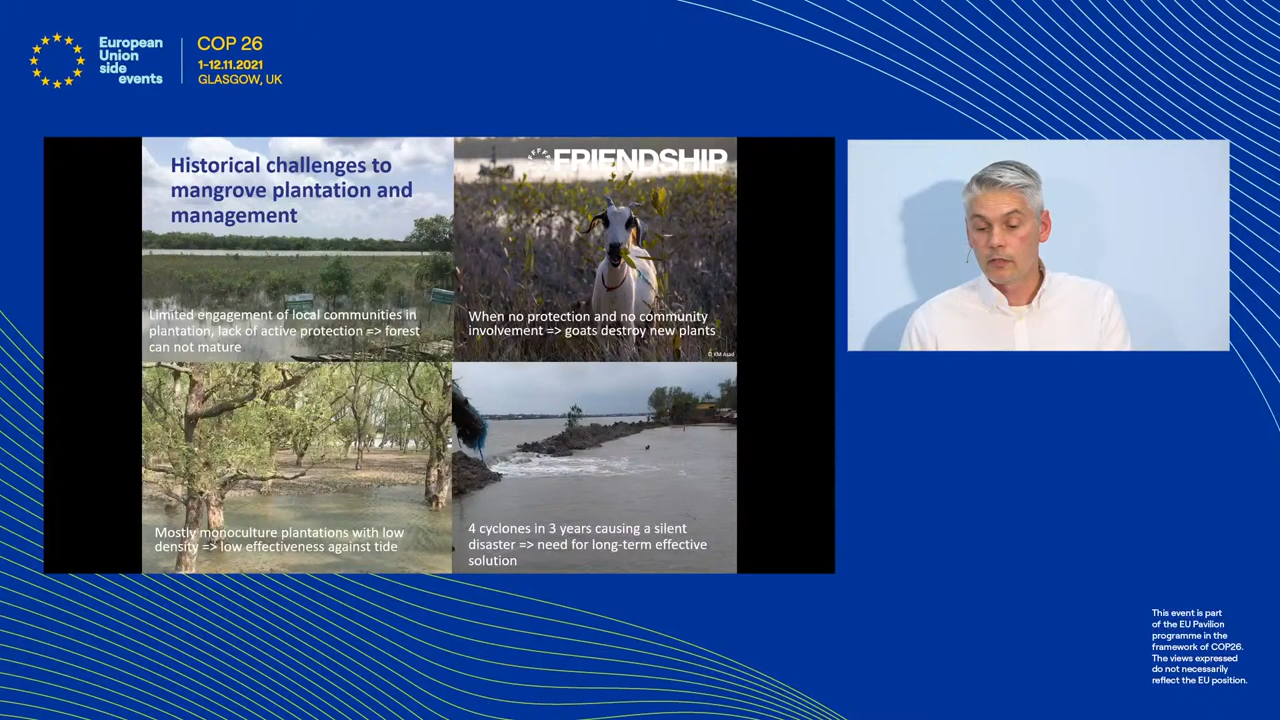 European
Union
side
events
COP 26
1-12.11.2021
GLASGOW, UK
Historical challenges to
mangrove plantation and
management
Limited engagement of local communities in
plantation, lack of active protection => forest
can not mature
FRIENDSHIP
When no protection and no community
involvement => goats destroy new plants
© KM Asad
Mostly monoculture plantations with low
density => low effectiveness against tide
4 cyclones in 3 years causing a silent
disaster => need for long-term effective
solution
This event is part
of the EU Pavilion
programme in the
framework of COP26.
The views expressed
do not necessarily
reflect the EU position.